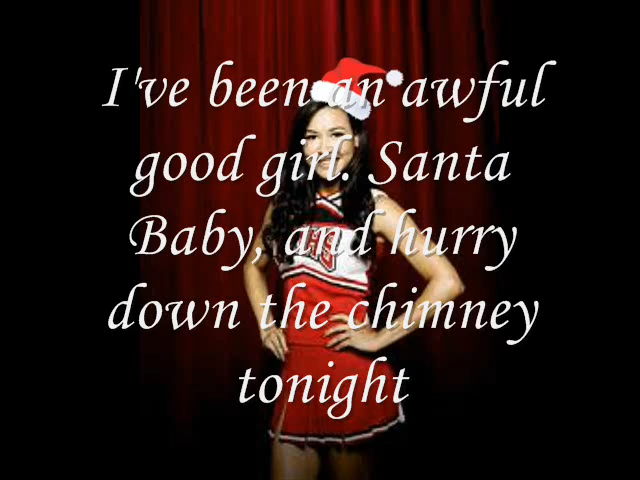 I've been an awful
good girl. Santa
Baby, and hurry
down the chimney
tonight